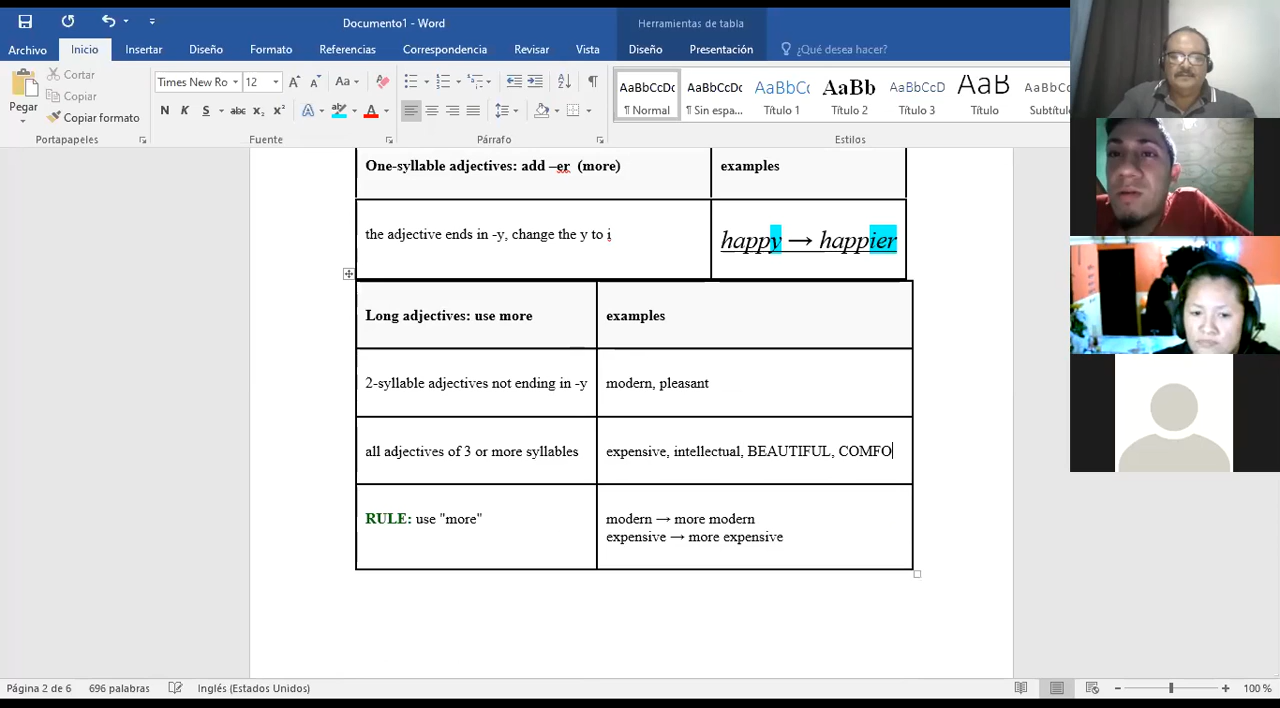 Documento1 - Word
Herramientas de tabla
Archivo Inicio Insertar Diseño Formato Referencias Correspondencia Revisar Vista Diseño Presentación ¿Qué desea hacer?
Pegar
Cortar
Copiar
Copiar formato
Times New Ro 12
Aa
N K S abc x₂ x²
A aby A
AaBbCcDc AaBbCcDc AaBbCc AaBb AaBbCcD AaB AaBbCcD
¶ Normal ¶ Sin espa... Título 1 Título 2 Título 3 Título Subtítulo
Portapapeles Fuente Párrafo Estilos
One-syllable adjectives: add –er (more) examples
the adjective ends in -y, change the y to i happy → happier
Long adjectives: use more examples
2-syllable adjectives not ending in -y modern, pleasant
all adjectives of 3 or more syllables expensive, intellectual, BEAUTIFUL, COMFO
RULE: use "more" modern → more modern
expensive → more expensive
Página 2 de 6 696 palabras Inglés (Estados Unidos) 100 %